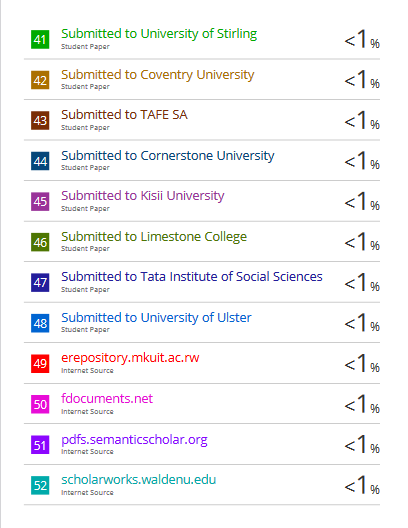 41 Submitted to University of Stirling <1%
Student Paper
42 Submitted to Coventry University <1%
Student Paper
43 Submitted to TAFE SA <1%
Student Paper
44 Submitted to Cornerstone University <1%
Student Paper
45 Submitted to Kisii University <1%
Student Paper
46 Submitted to Limestone College <1%
Student Paper
47 Submitted to Tata Institute of Social Sciences <1%
Student Paper
48 Submitted to University of Ulster <1%
Student Paper
49 erepository.mkuit.ac.rw <1%
Internet Source
50 fdocuments.net <1%
Internet Source
51 pdfs.semanticscholar.org <1%
Internet Source
52 scholarworks.waldenu.edu <1%
Internet Source